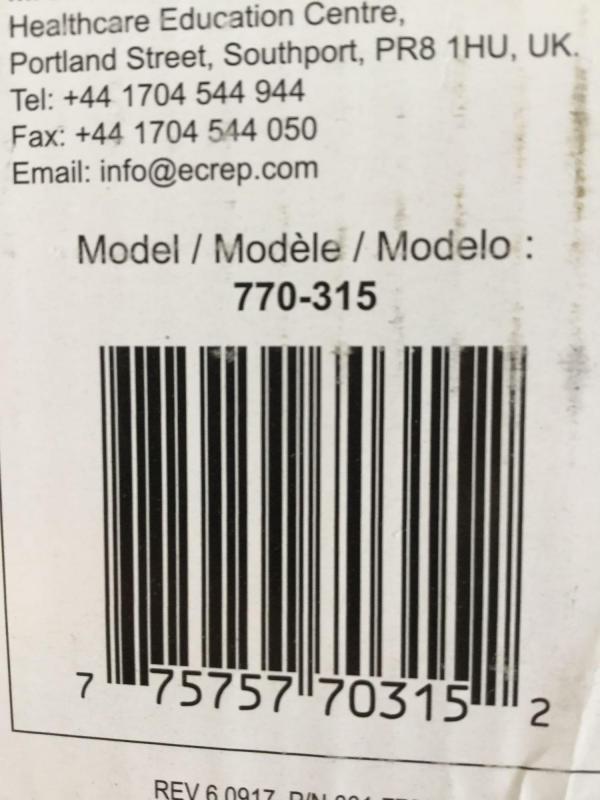 Healthcare Education Centre,
Portland Street, Southport, PR8 1HU, UK.
Tel: +44 1704 544 944
Fax: +44 1704 544 050
Email: info@ecrep.com
Model / Modèle / Modelo :
770-315
7 75757 70315 2
REV 6.0917 P/N